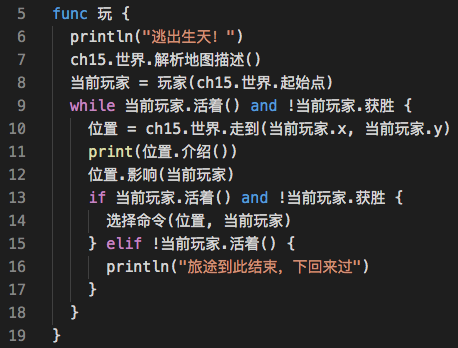 5 func 玩 {
6   println("逃出生天！")
7   ch15.世界.解析地图描述()
8   当前玩家 = 玩家(ch15.世界.起始点)
9   while 当前玩家.活着() and !当前玩家.获胜 {
10     位置 = ch15.世界.走到(当前玩家.x, 当前玩家.y)
11     print(位置.介绍())
12     位置.影响(当前玩家)
13     if 当前玩家.活着() and !当前玩家.获胜 {
14       选择命令(位置, 当前玩家)
15     } elif !当前玩家.活着() {
16       println("旅途到此结束，下回来过")
17     }
18   }
19 }